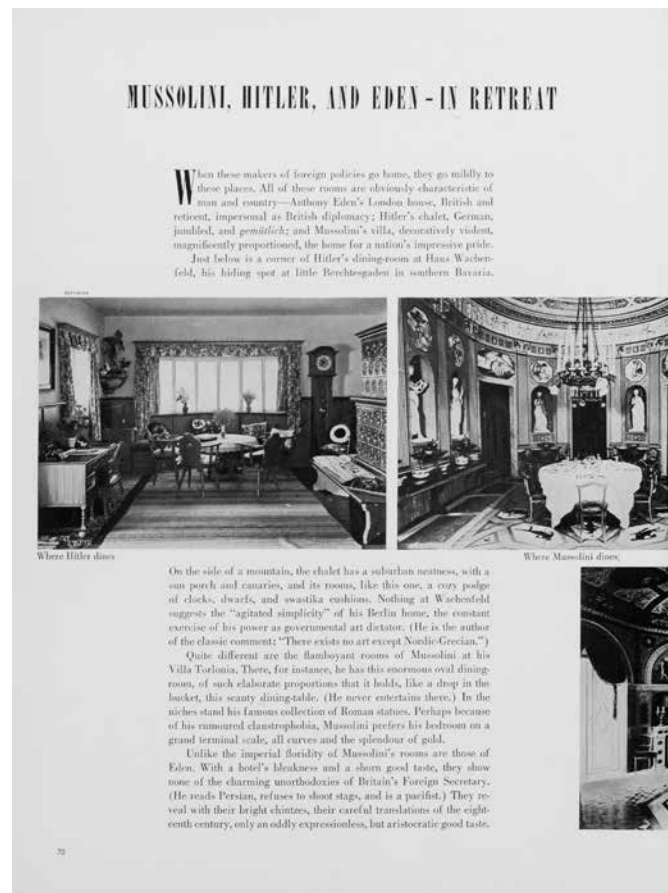 MUSSOLINI, HITLER, AND EDEN - IN RETREAT
When these makers of foreign policies go home, they go mildly to
these places. All of these rooms are obviously characteristic of
man and country—Anthony Eden's London house, British and
reticent, impersonal as British diplomacy; Hitler's chalet, German,
jumbled, and gemütlich; and Mussolini's villa, decoratively violent,
magnificently proportioned, the home for a nation's impressive pride.
Just below is a corner of Hitler's dining-room at Haus Wachen-
feld, his hiding spot at little Berchtesgaden in southern Bavaria.
Where Hitler dines
Where Mussolini dines;
On the side of a mountain, the chalet has a suburban neatness, with a
sun porch and canaries, and its rooms, like this one, a cozy podge
of clocks, dwarfs, and swastika cushions. Nothing at Wachenfeld
suggests the "agitated simplicity" of his Berlin home, the constant
exercise of his power as governmental art dictator. (He is the author
of the classic comment: "There exists no art except Nordic-Grecian.")
Quite different are the flamboyant rooms of Mussolini at his
Villa Torlonia. There, for instance, he has this enormous oval dining-
room, of such elaborate proportions that it holds, like a drop in the
bucket, this scanty dining-table. (He never entertains there.) In the
niches stand his famous collection of Roman statues. Perhaps because
of his rumoured claustrophobia, Mussolini prefers his bedroom on a
grand terminal scale, all curves and the splendour of gold.
Unlike the imperial floridity of Mussolini's rooms are those of
Eden. With a hotel's bleakness and a shorn good taste, they show
none of the charming unorthodoxies of Britain's Foreign Secretary.
(He reads Persian, refuses to shoot stags, and is a pacifist.) They re-
veal with their bright chintzes, their careful translations of the eight-
eenth century, only an oddly expressionless, but aristocratic good taste.
70